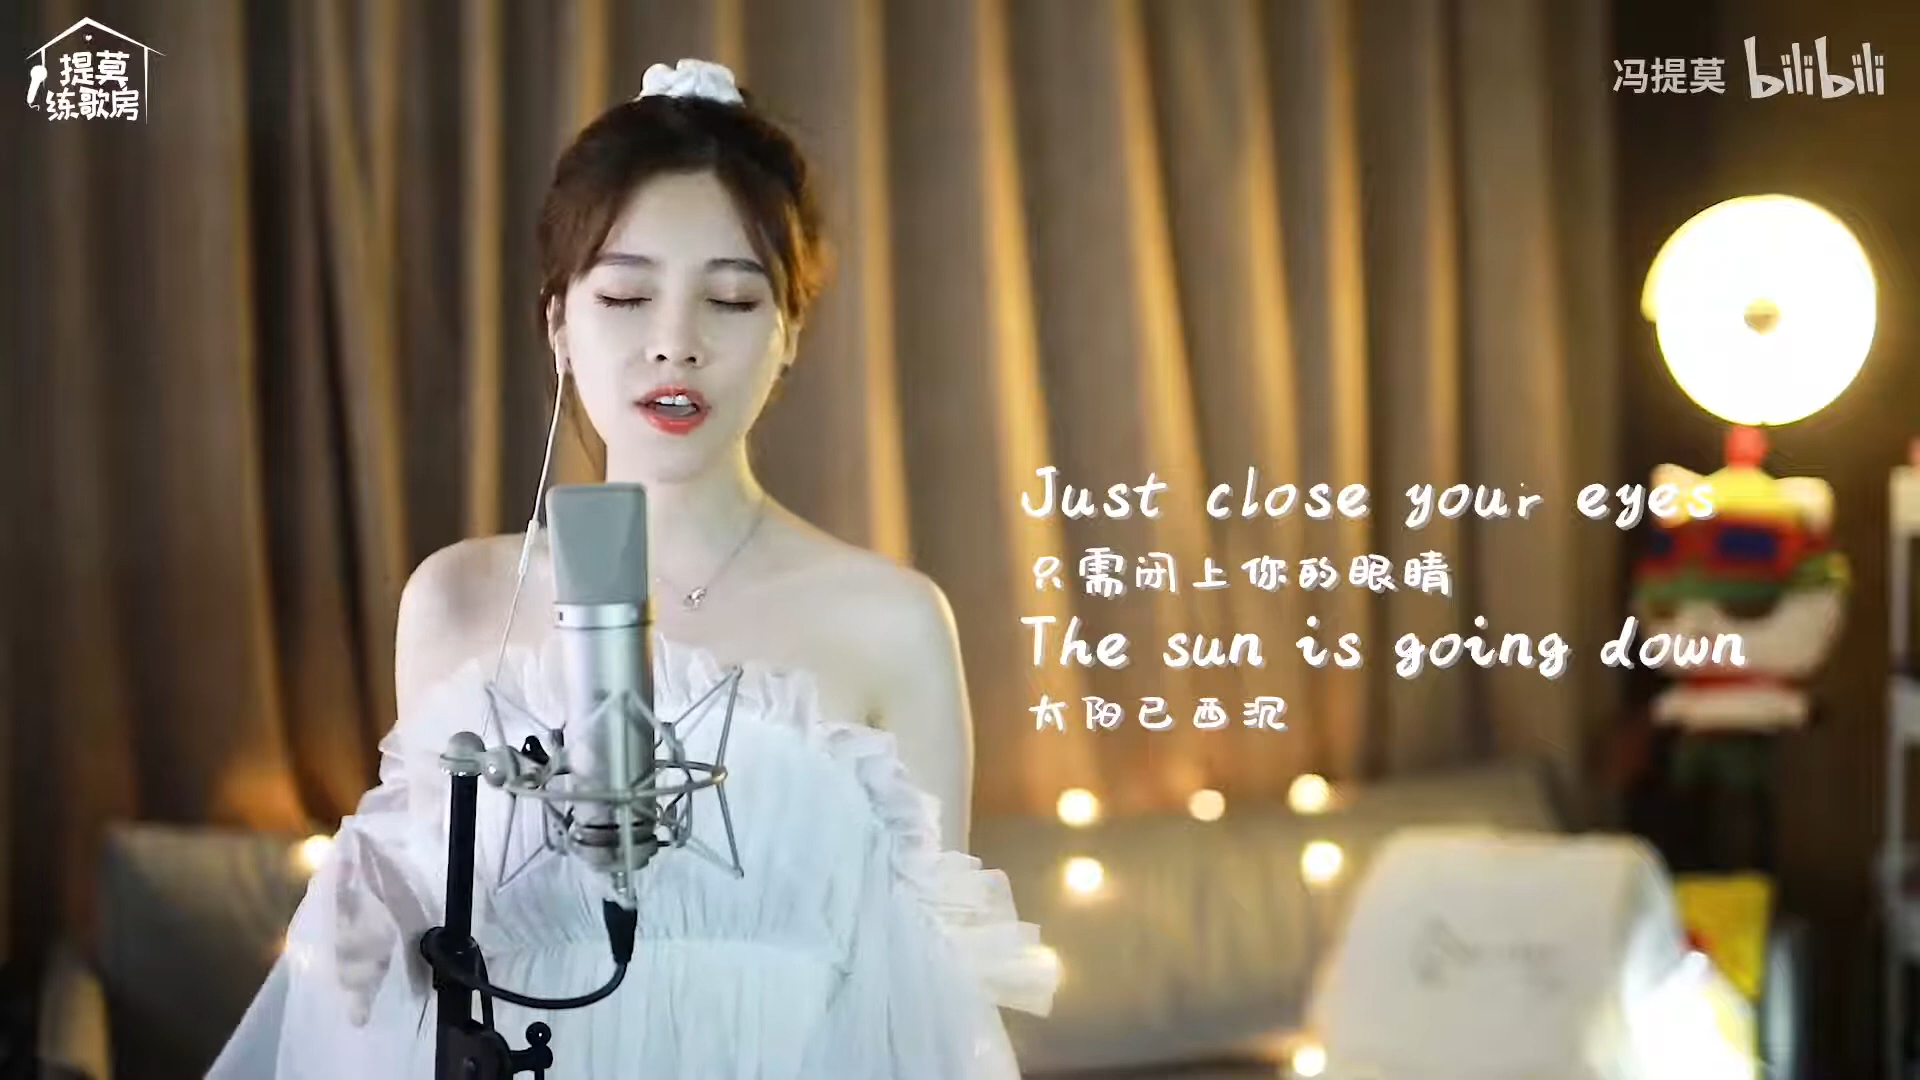 提莫
练歌房
冯提莫 bilibili
Just close your eyes
只需闭上你的眼睛
The sun is going down
太阳已西沉